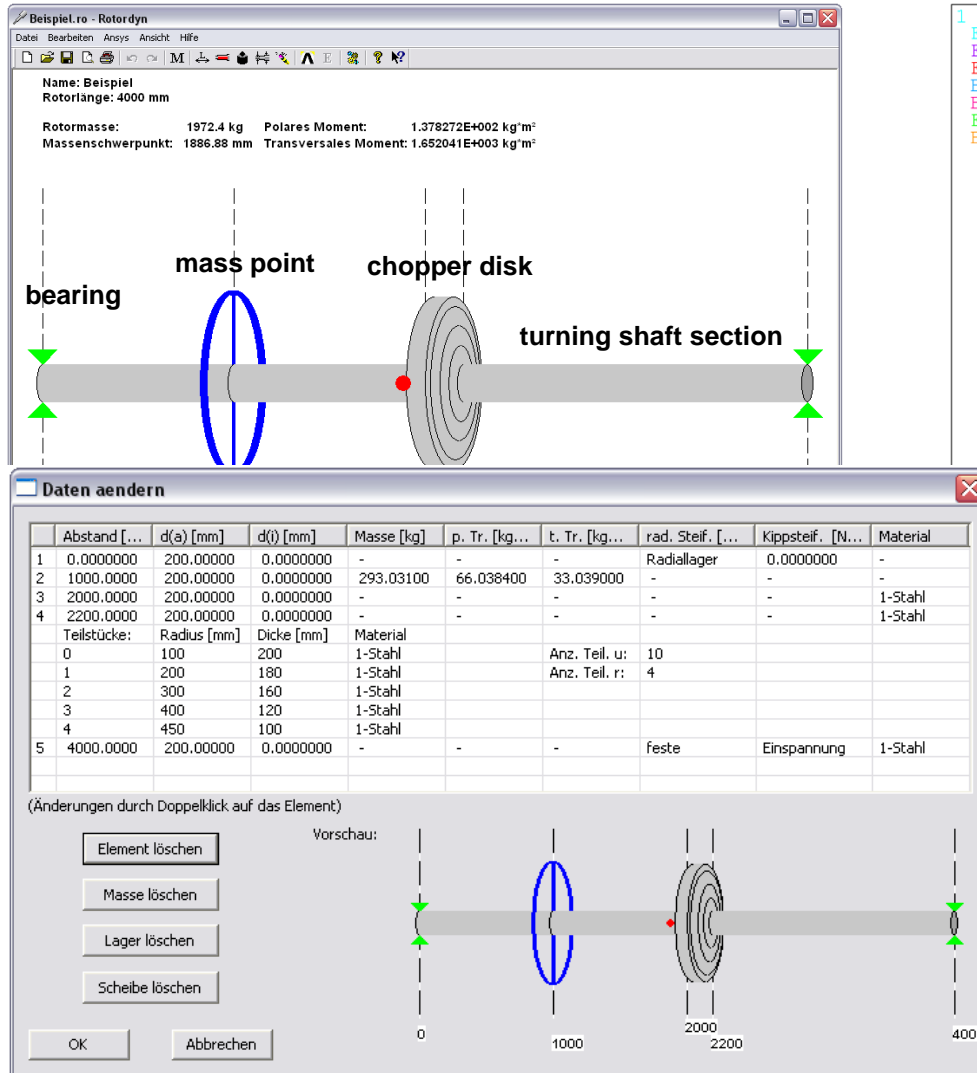 Beispiel.ro - Rotordyn
Datei Bearbeiten Ansys Ansicht Hilfe
M E ? ?
Name: Beispiel
Rotorlänge: 4000 mm
Rotormasse: 1972.4 kg Polares Moment: 1.378272E+002 kg*m²
Massenschwerpunkt: 1886.88 mm Transversales Moment: 1.652041E+003 kg*m²
mass point chopper disk
bearing
turning shaft section
1
Daten aendern
Abstand [... d(a) [mm] d(i) [mm] Masse [kg] p. Tr. [kg... t. Tr. [kg... rad. Steif. [... Kippsteif. [N... Material
1 0.0000000 200.00000 0.0000000 - - - Radiallager 0.0000000 -
2 1000.0000 200.00000 0.0000000 293.03100 66.038400 33.039000 - - -
3 2000.0000 200.00000 0.0000000 - - - - - 1-Stahl
4 2200.0000 200.00000 0.0000000 - - - - - 1-Stahl
Teilstücke: Radius [mm] Dicke [mm] Material
0 100 200 1-Stahl Anz. Teil. u: 10
1 200 180 1-Stahl Anz. Teil. r: 4
2 300 160 1-Stahl
3 400 120 1-Stahl
4 450 100 1-Stahl
5 4000.0000 200.00000 0.0000000 - - - feste Einspannung 1-Stahl
(Änderungen durch Doppelklick auf das Element)
Vorschau:
Element löschen
Masse löschen
Lager löschen
Scheibe löschen
OK Abbrechen
0 1000 2000 2200 400